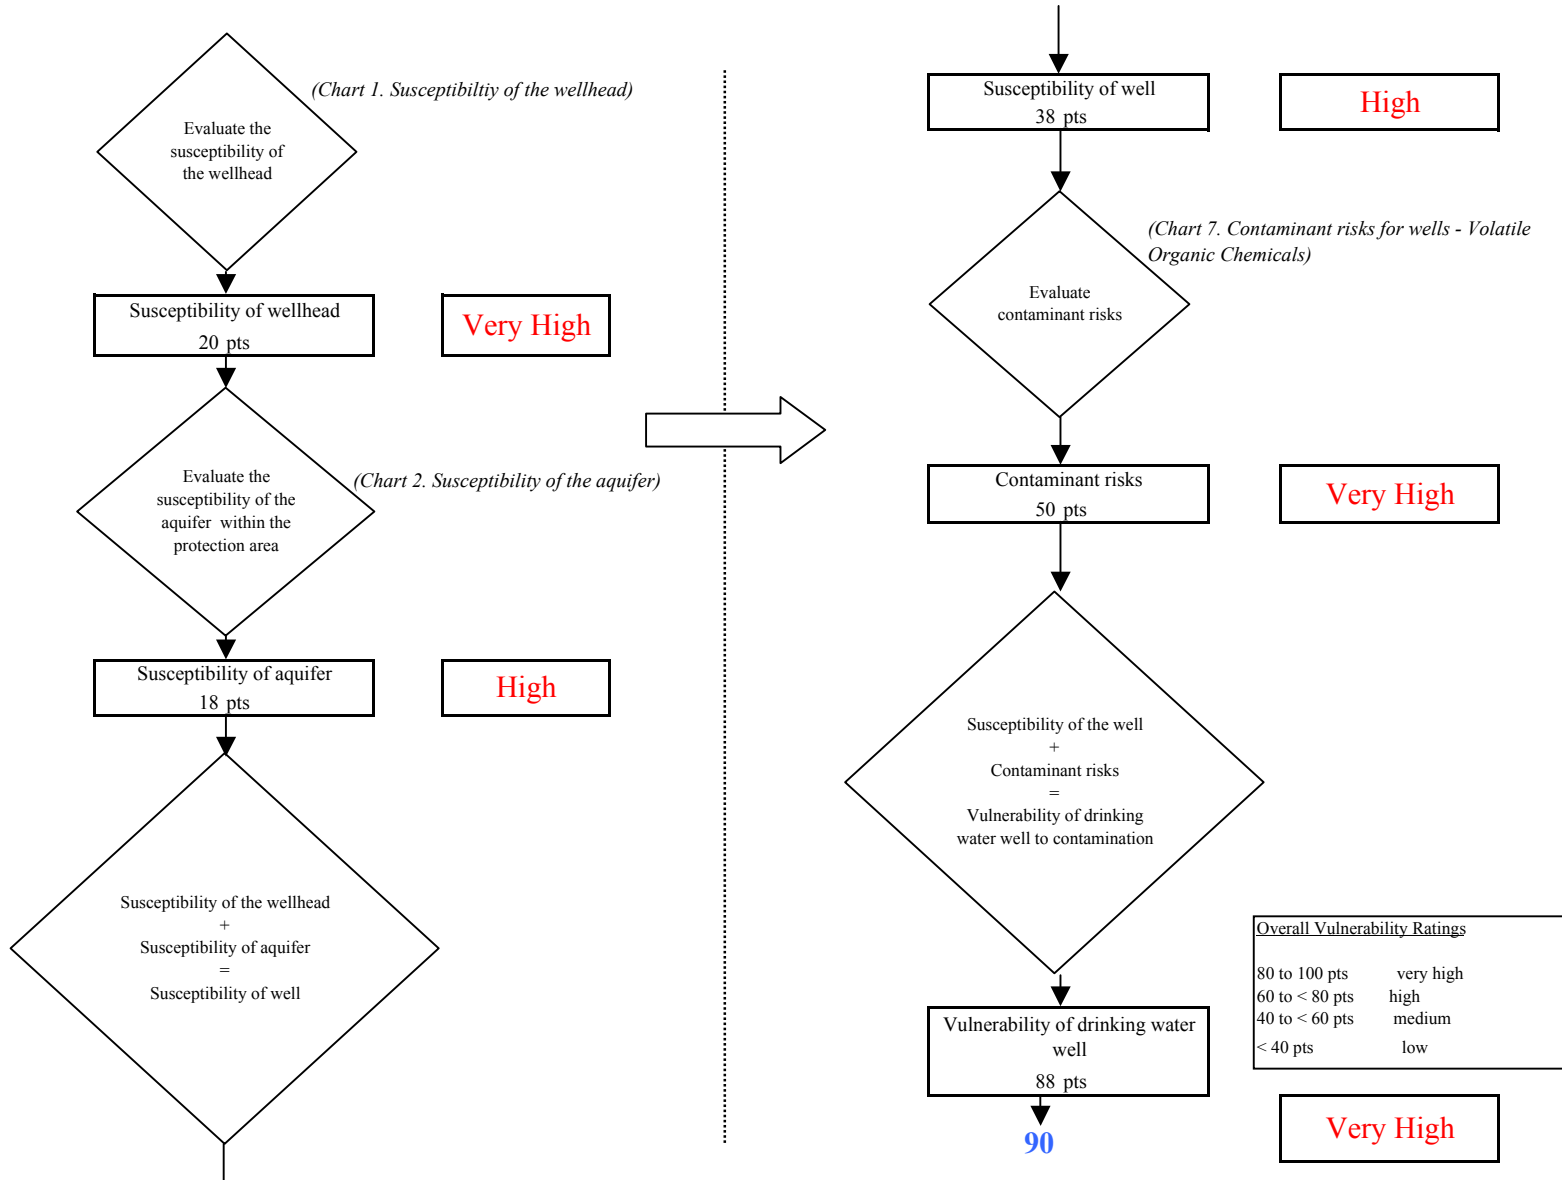 (Chart 1. Susceptibiltiy of the wellhead)
Evaluate the
susceptibility of
the wellhead
Susceptibility of wellhead
20 pts
Very High
Evaluate the
susceptibility of the
aquifer within the
protection area
(Chart 2. Susceptibility of the aquifer)
Susceptibility of aquifer
18 pts
High
Susceptibility of the wellhead
+
Susceptibility of aquifer
=
Susceptibility of well
Susceptibility of well
38 pts
High
(Chart 7. Contaminant risks for wells - Volatile
Organic Chemicals)
Evaluate
contaminant risks
Contaminant risks
50 pts
Very High
Susceptibility of the well
+
Contaminant risks
=
Vulnerability of drinking
water well to contamination
Overall Vulnerability Ratings
80 to 100 pts very high
60 to < 80 pts high
40 to < 60 pts medium
< 40 pts low
Vulnerability of drinking water
well
88 pts
90
Very High